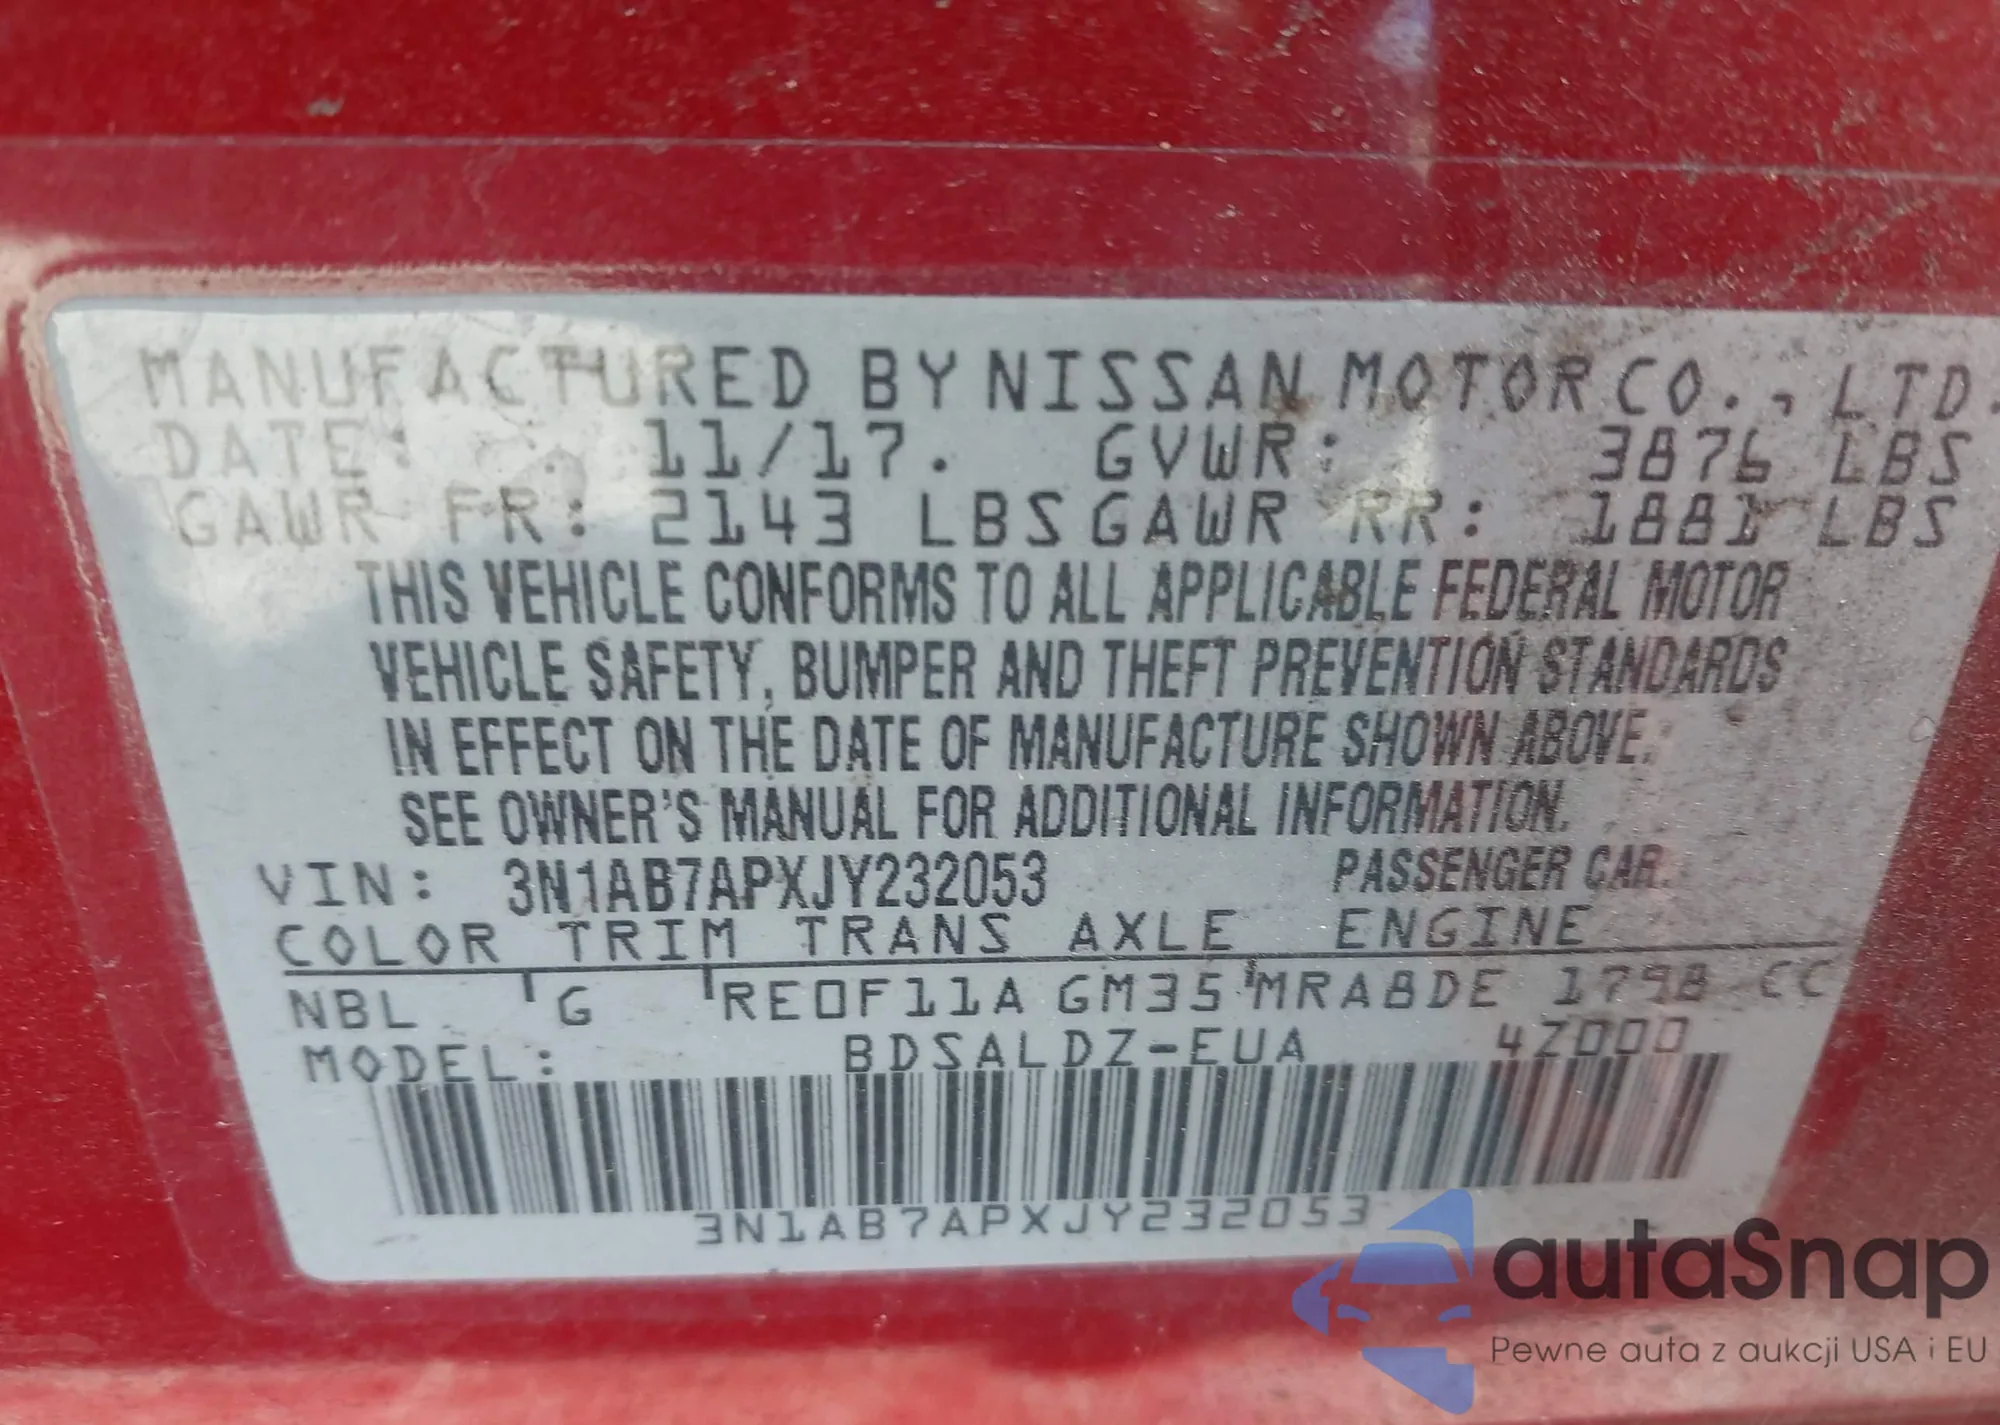 MANUFACTURED BY NISSAN MOTOR CO., LTD.
DATE: 11/17. GVWR: 3876 LBS
GAWR FR: 2143 LBS GAWR RR: 1881 LBS
THIS VEHICLE CONFORMS TO ALL APPLICABLE FEDERAL MOTOR
VEHICLE SAFETY, BUMPER AND THEFT PREVENTION STANDARDS
IN EFFECT ON THE DATE OF MANUFACTURE SHOWN ABOVE.
SEE OWNER'S MANUAL FOR ADDITIONAL INFORMATION.
VIN: 3N1AB7APXJY232053 PASSENGER CAR
COLOR TRIM TRANS AXLE ENGINE
NBL G RE0F11A GM35 MRA8DE 1798 CC
MODEL: BDSALDZ-EUA 4Z000
3N1AB7APXJY232053
autaSnap
Pewne auta z aukcji USA i EU